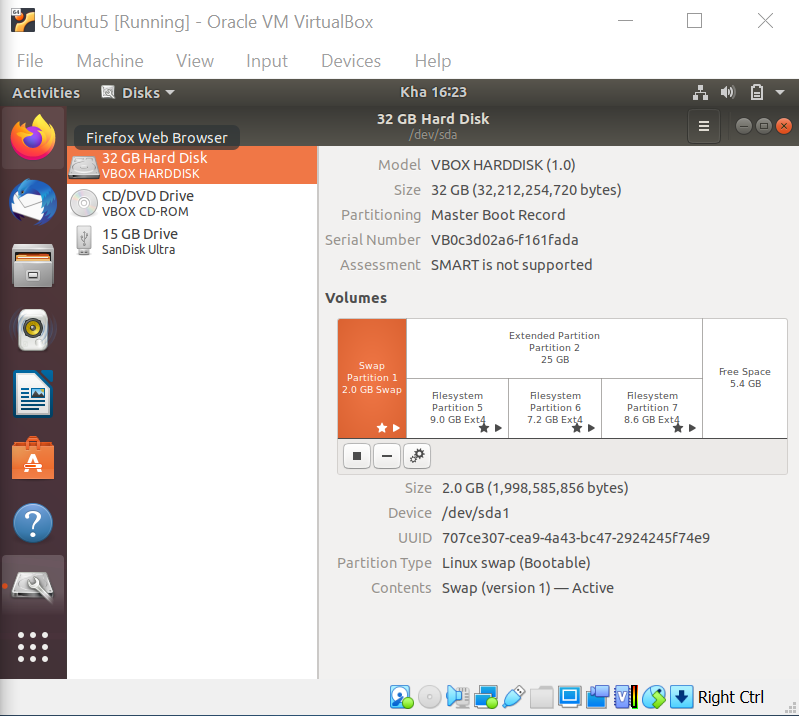 Ubuntu5 [Running] - Oracle VM VirtualBox
File Machine View Input Devices Help
Activities Disks Kha 16:23
32 GB Hard Disk
/dev/sda
Firefox Web Browser
32 GB Hard Disk
VBOX HARDDISK
CD/DVD Drive
VBOX CD-ROM
15 GB Drive
SanDisk Ultra
Model VBOX HARDDISK (1.0)
Size 32 GB (32,212,254,720 bytes)
Partitioning Master Boot Record
Serial Number VB0c3d02a6-f161fada
Assessment SMART is not supported
Volumes
Swap
Partition 1
2.0 GB Swap
Extended Partition
Partition 2
25 GB
Filesystem
Partition 5
9.0 GB Ext4
Filesystem
Partition 6
7.2 GB Ext4
Filesystem
Partition 7
8.6 GB Ext4
Free Space
5.4 GB
Size 2.0 GB (1,998,585,856 bytes)
Device /dev/sda1
UUID 707ce307-cea9-4a43-bc47-2924245f74e9
Partition Type Linux swap (Bootable)
Contents Swap (version 1) — Active
Right Ctrl